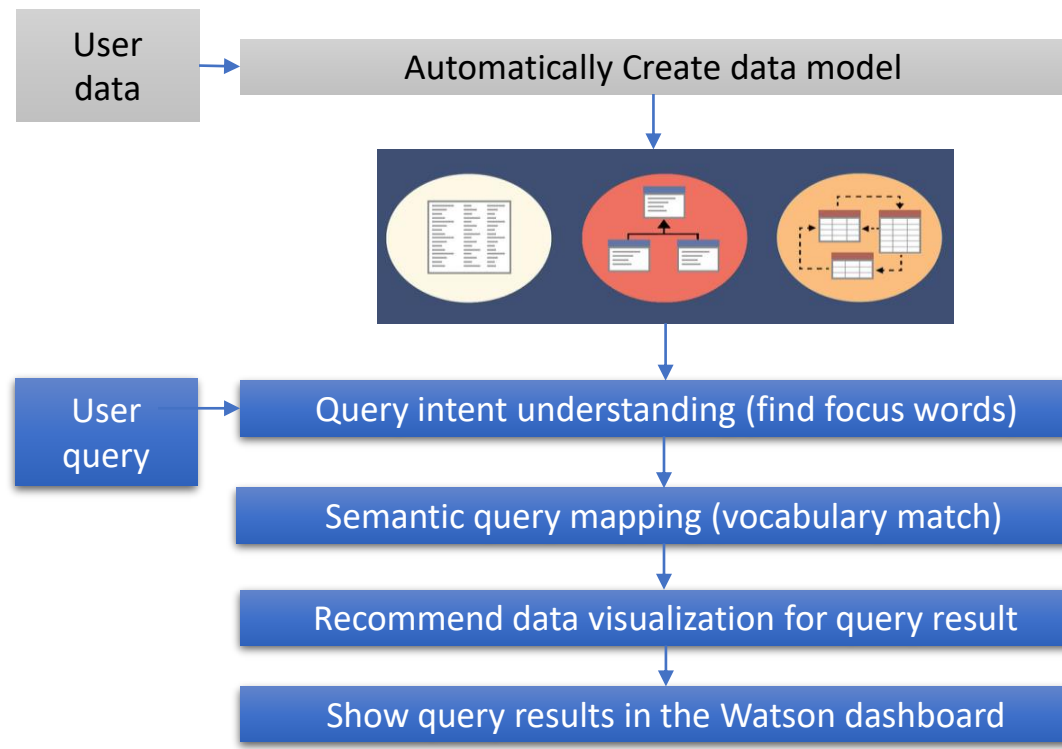 User
data
Automatically Create data model
User
query
Query intent understanding (find focus words)
Semantic query mapping (vocabulary match)
Recommend data visualization for query result
Show query results in the Watson dashboard